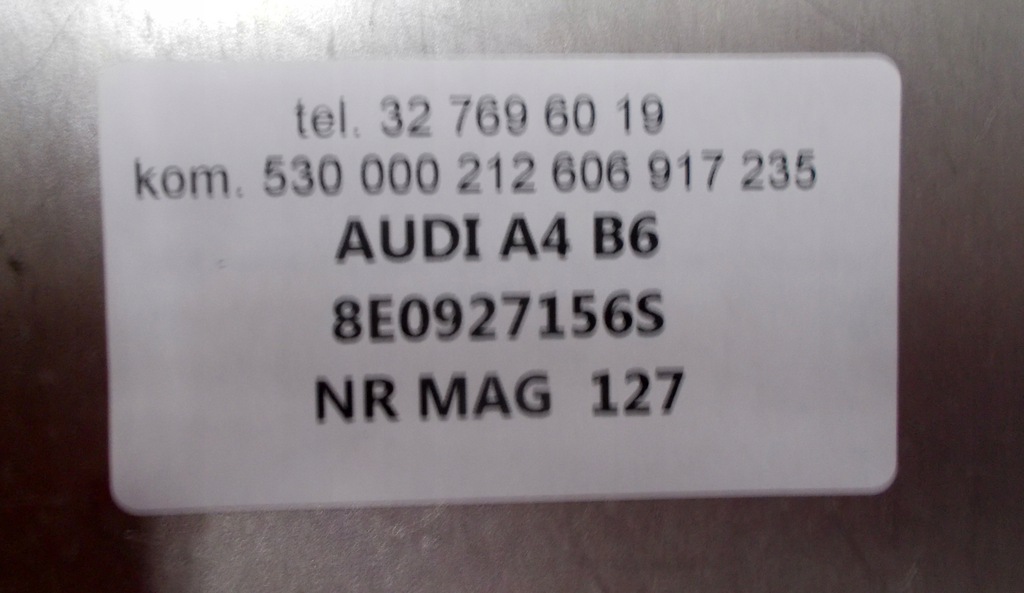 tel. 32 769 60 19
kom. 530 000 212 606 917 235
AUDI A4 B6
8E0927156S
NR MAG 127